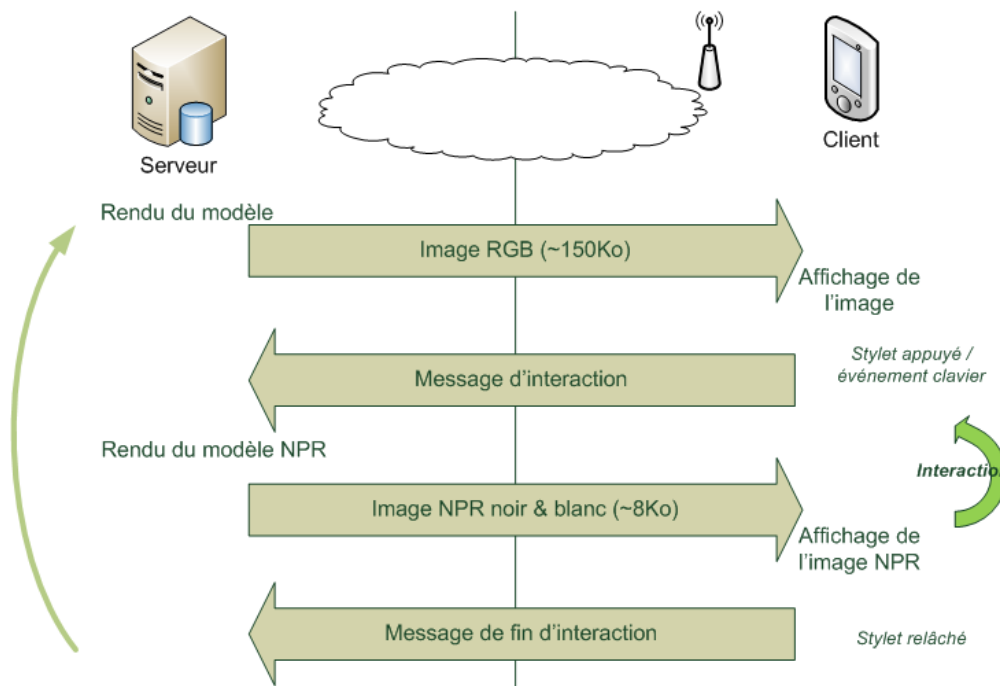 Serveur
Client
Rendu du modèle
Image RGB (~150Ko)
Affichage de
l'image
Stylet appuyé /
événement clavier
Message d'interaction
Rendu du modèle NPR
Interaction
Image NPR noir & blanc (~8Ko)
Affichage de
l'image NPR
Message de fin d'interaction
Stylet relâché